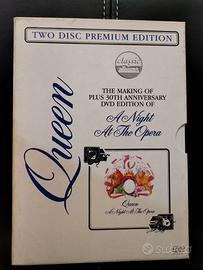 TWO DISC PREMIUM EDITION
classic
THE MAKING OF
PLUS 30TH ANNIVERSARY
DVD EDITION OF
A Night
At The Opera
Queen
Queen
A Night At The Opera
subito